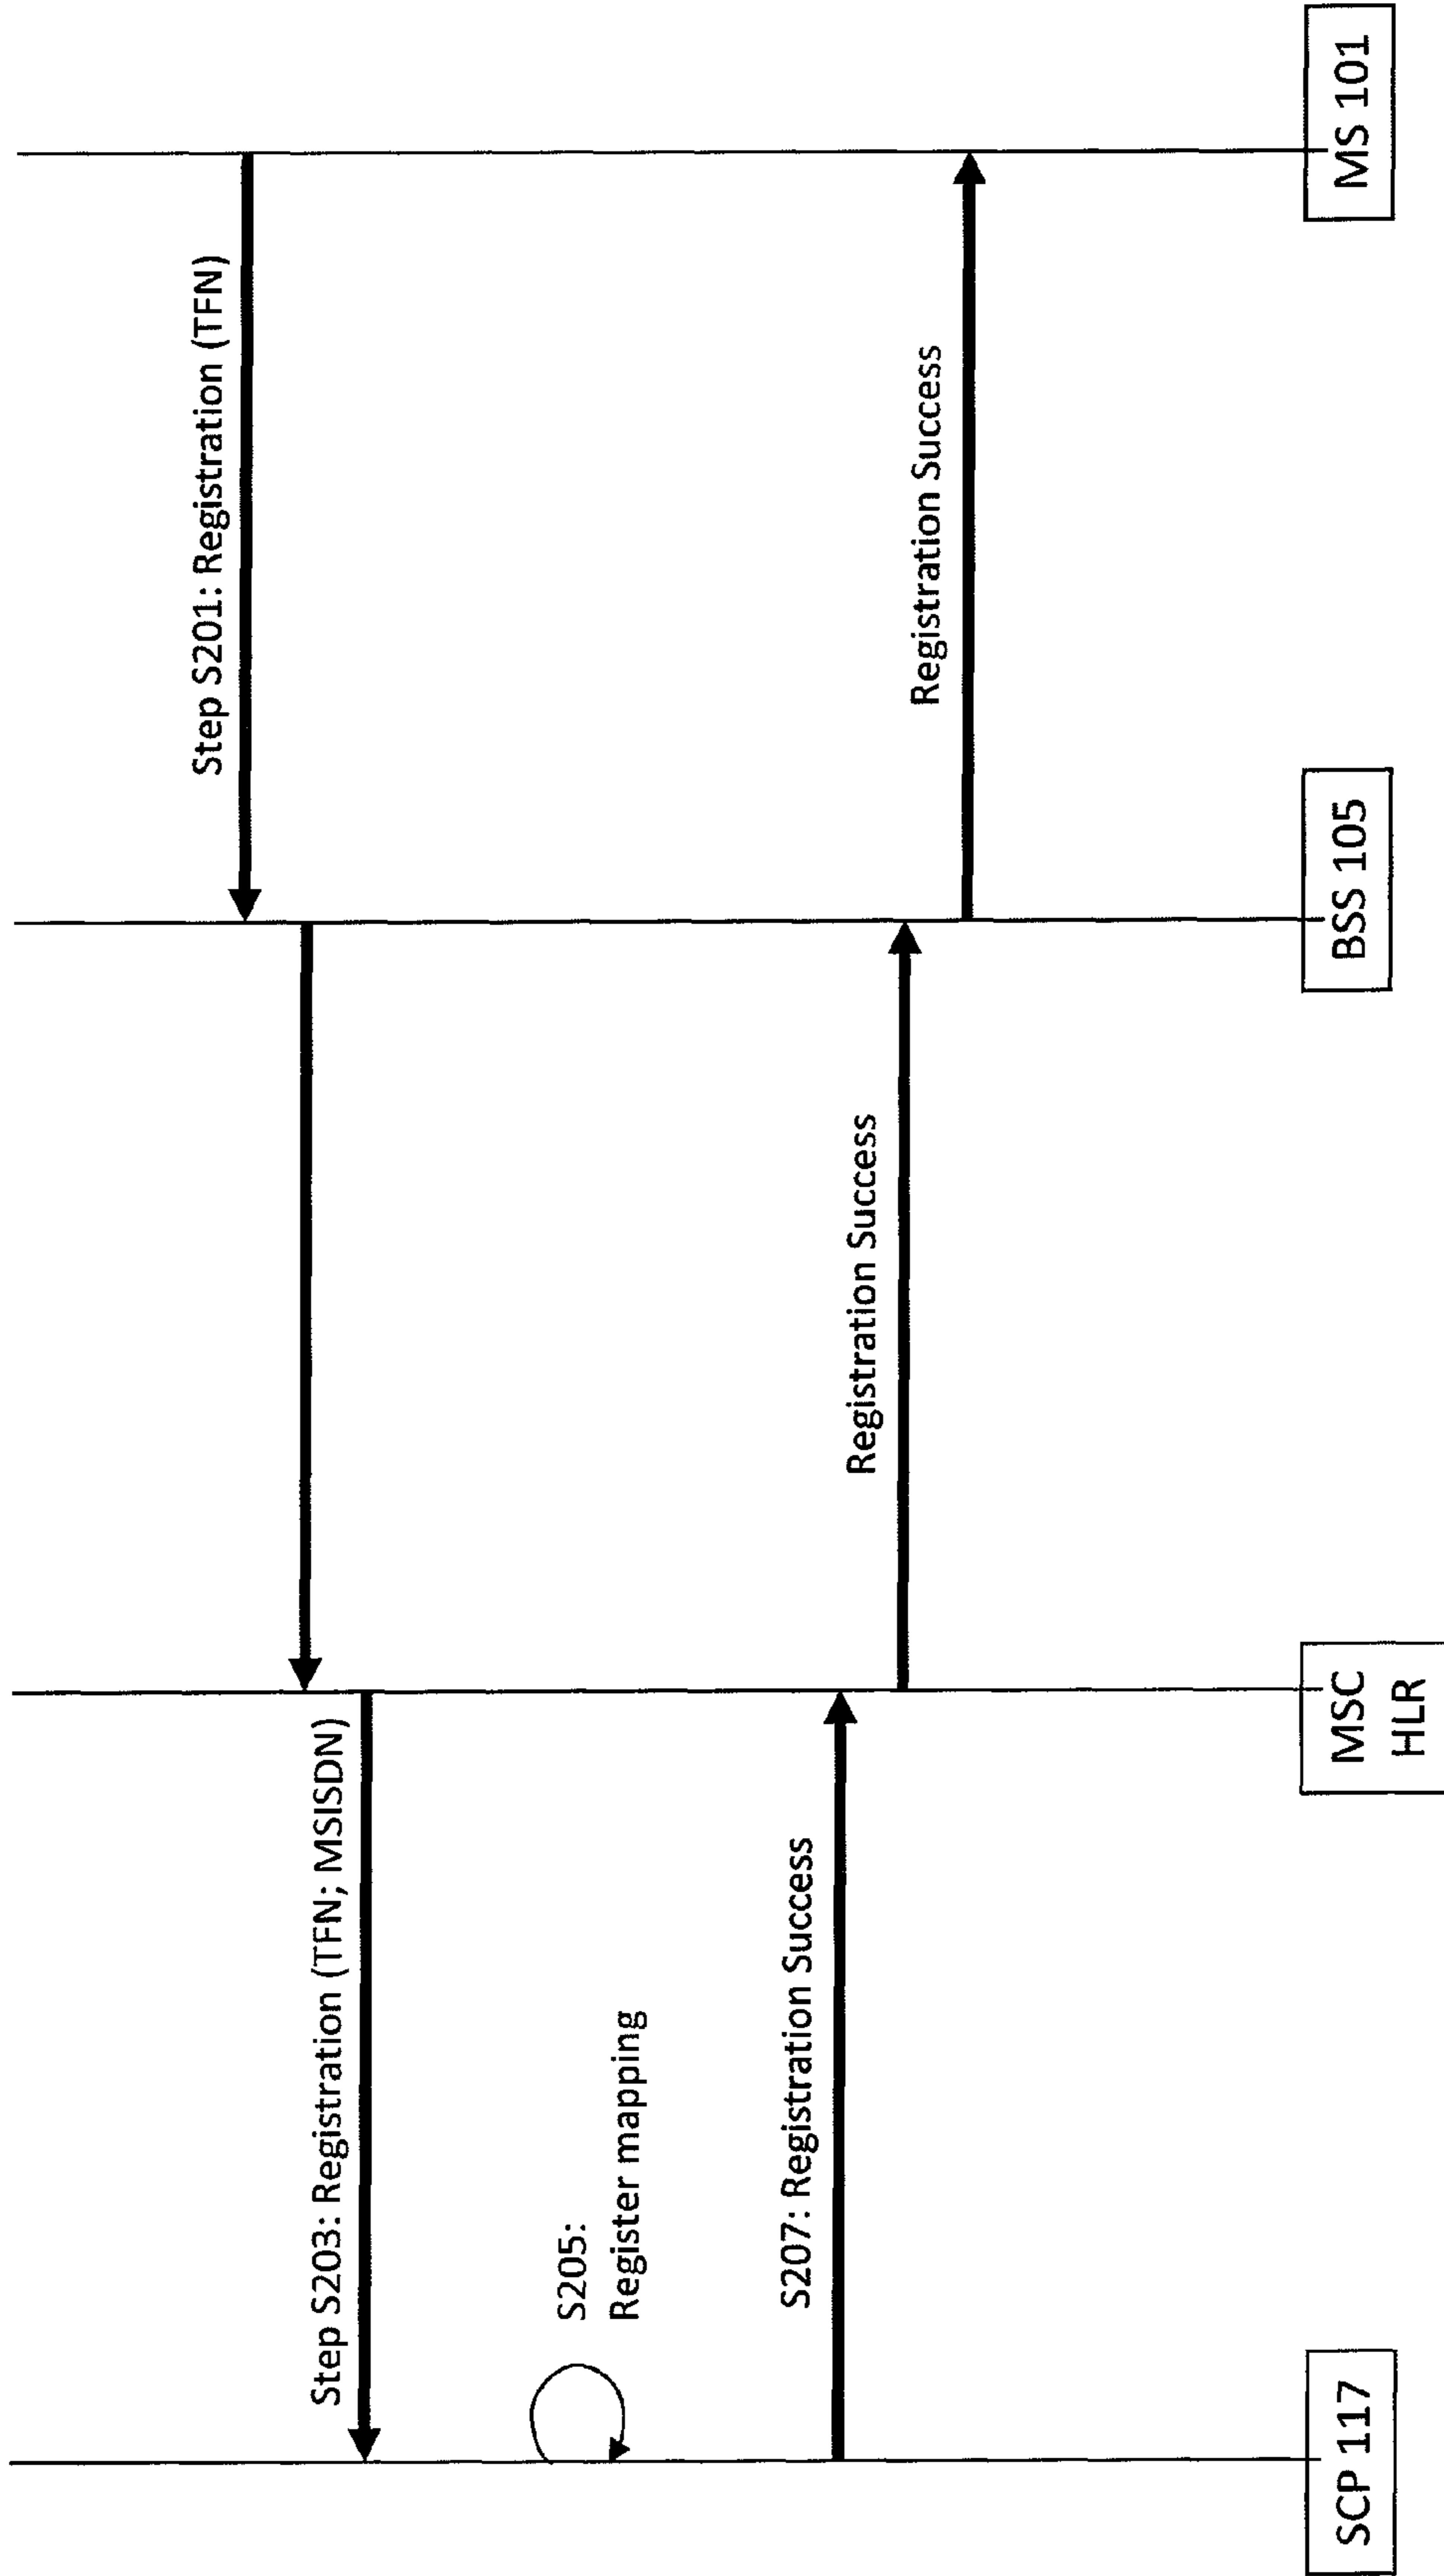 Step S201: Registration (TFN)
Step S203: Registration (TFN; MSISDN)
S205:
Register mapping
S207: Registration Success
Registration Success
Registration Success
SCP 117
MSC
HLR
BSS 105
MS 101